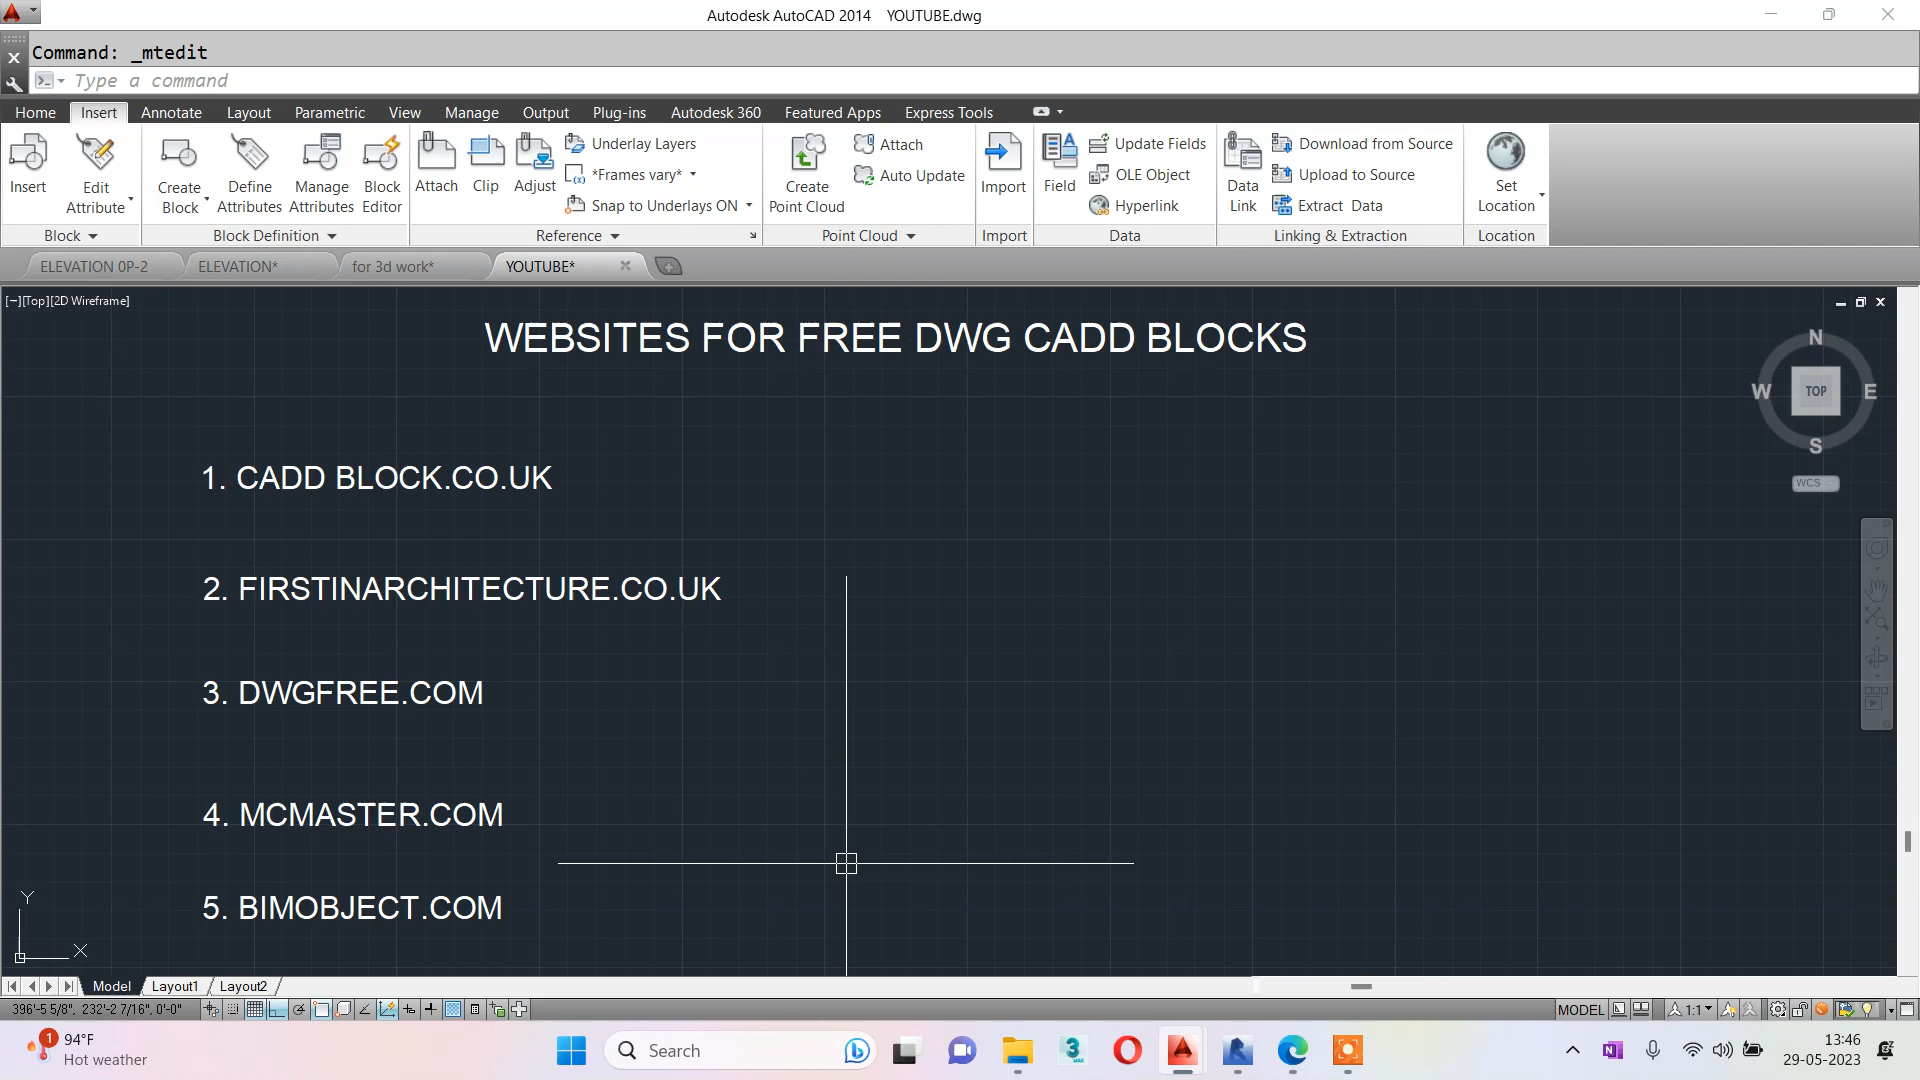 Autodesk AutoCAD 2014 YOUTUBE.dwg
Command: _mtedit
Type a command
Home Insert Annotate Layout Parametric View Manage Output Plug-ins Autodesk 360 Featured Apps Express Tools
Insert
Edit Attribute
Create Block
Define Attributes
Manage Attributes
Block Editor
Attach
Clip
Adjust
Underlay Layers
*Frames vary*
Snap to Underlays ON
Create Point Cloud
Attach
Auto Update
Import
Field
Update Fields
OLE Object
Hyperlink
Data Link
Download from Source
Upload to Source
Extract Data
Set Location
Block Block Definition Reference Point Cloud Import Data Linking & Extraction Location
ELEVATION 0P-2 ELEVATION* for 3d work* YOUTUBE*
[−][Top][2D Wireframe]
WEBSITES FOR FREE DWG CADD BLOCKS
N
W TOP E
S
WCS
1. CADD BLOCK.CO.UK
2. FIRSTINARCHITECTURE.CO.UK
3. DWGFREE.COM
4. MCMASTER.COM
5. BIMOBJECT.COM
Y
X
Model Layout1 Layout2
396'-5 5/8", 232'-2 7/16", 0'-0" MODEL 1:1
1 94°F
Hot weather
Search
13:46
29-05-2023